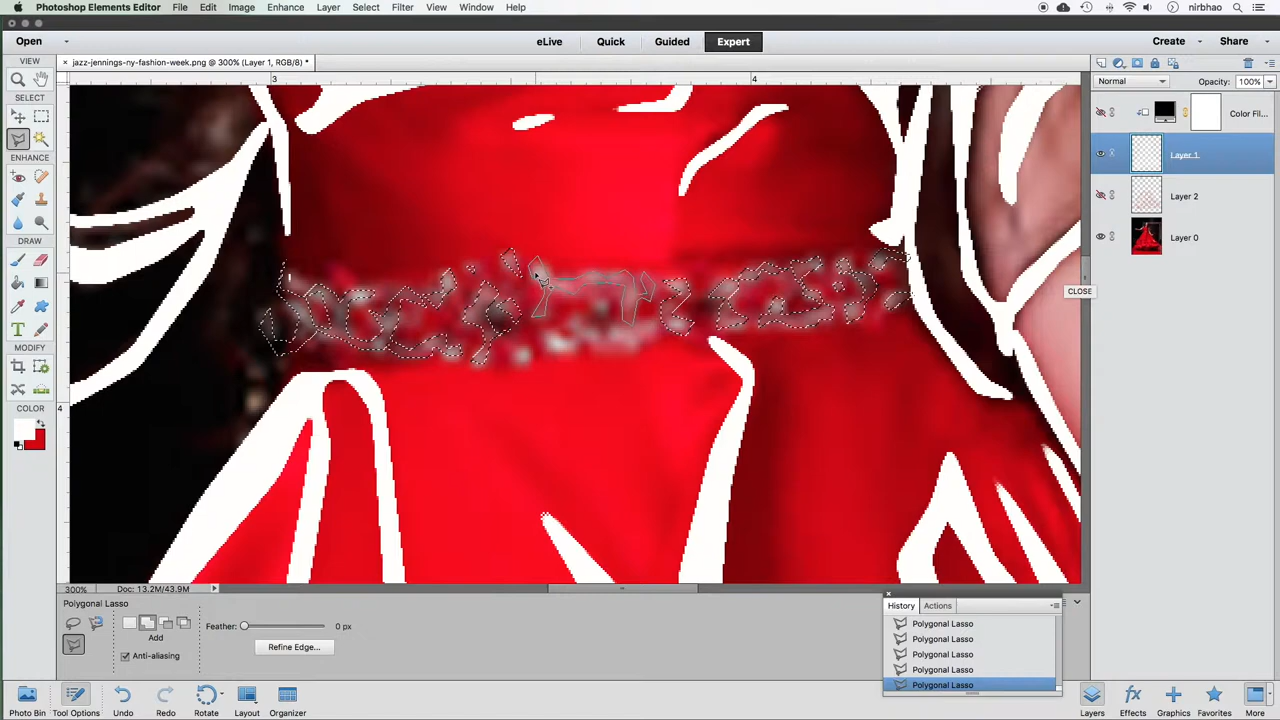 Photoshop Elements Editor File Edit Image Enhance Layer Select Filter View Window Help nirbhao
Open eLive Quick Guided Expert Create Share
× jazz-jennings-ny-fashion-week.png @ 300% (Layer 1, RGB/8) *
VIEW
SELECT
ENHANCE
DRAW
MODIFY
COLOR
3 4
4
Normal Opacity: 100%
Color Fil...
Layer 1
Layer 2
Layer 0
CLOSE
300% Doc: 13.2M/43.9M
Polygonal Lasso
Add
Anti-aliasing
Feather: 0 px
Refine Edge...
History Actions
Polygonal Lasso
Polygonal Lasso
Polygonal Lasso
Polygonal Lasso
Polygonal Lasso
Photo Bin Tool Options Undo Redo Rotate Layout Organizer Layers Effects Graphics Favorites More